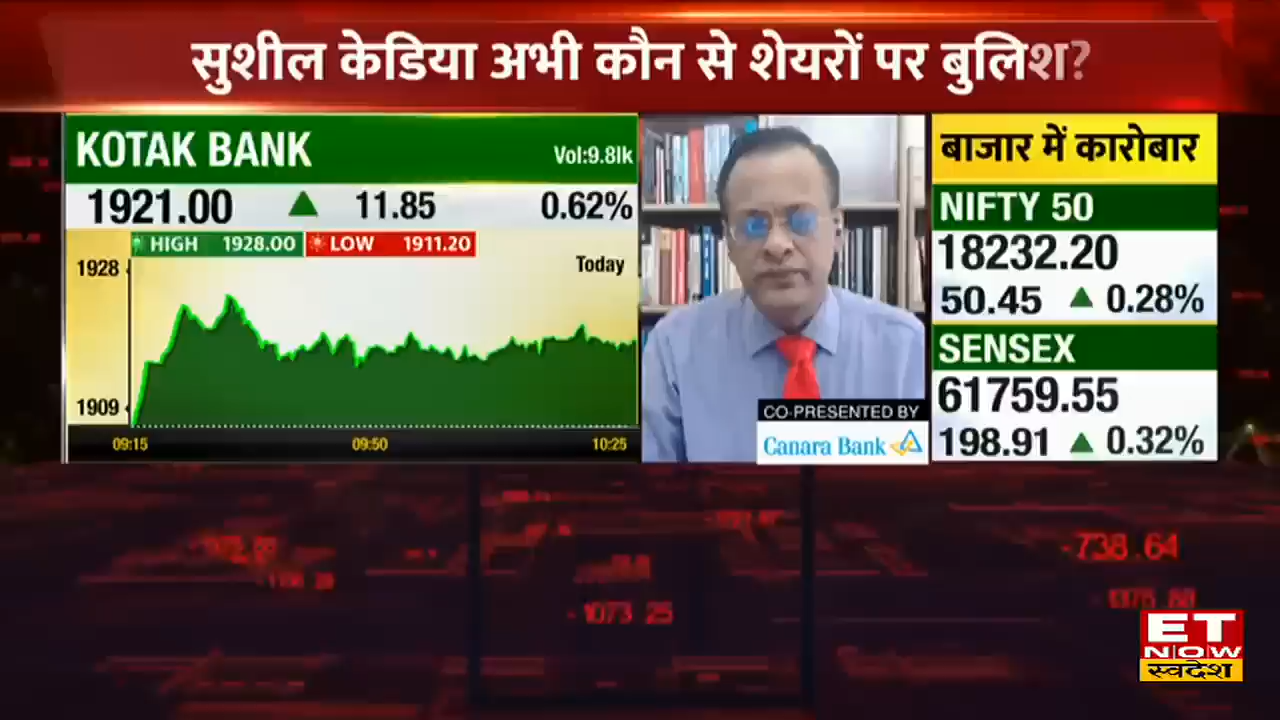 सुशील केडिया अभी कौन से शेयरों पर बुलिश?
KOTAK BANK
Vol:9.8lk
1921.00 ▲ 11.85 0.62%
HIGH 1928.00 LOW 1911.20
Today
1928
1909
09:15 09:50 10:25
CO-PRESENTED BY
Canara Bank
बाजार में कारोबार
NIFTY 50
18232.20
50.45 ▲ 0.28%
SENSEX
61759.55
198.91 ▲ 0.32%
-738.64
-1073 25
ET
NOW
स्वदेश